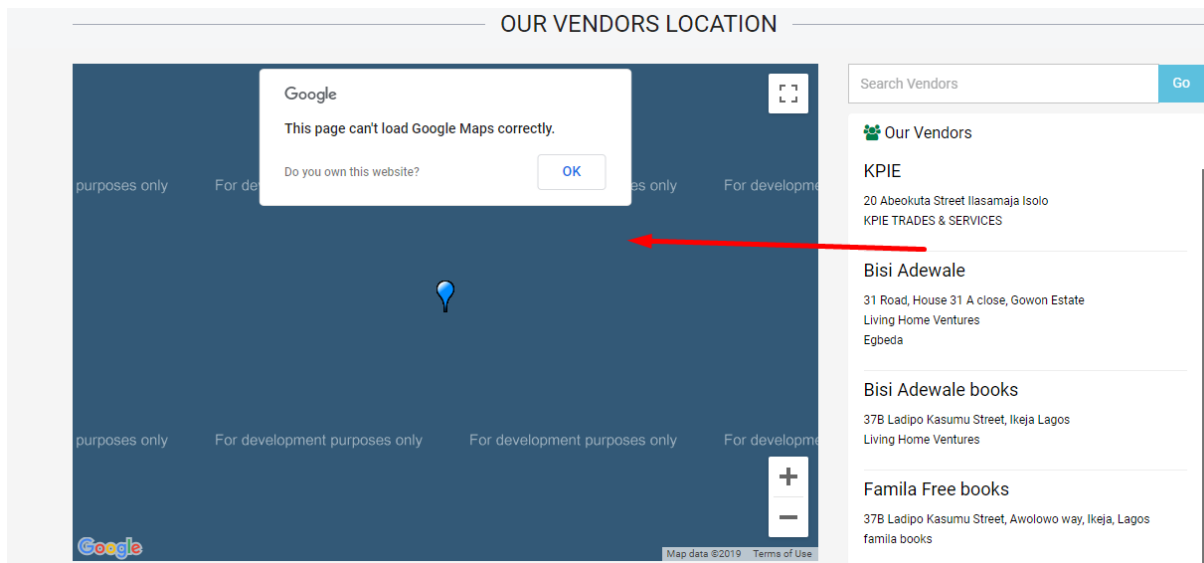 OUR VENDORS LOCATION
Google
This page can't load Google Maps correctly.
Do you own this website?
OK
purposes only
For de
es only
For developme
purposes only
For development purposes only
For development purposes only
For developme
Google
Map data ©2019
Terms of Use
Search Vendors
Go
Our Vendors
KPIE
20 Abeokuta Street Ilasamaja Isolo
KPIE TRADES & SERVICES
Bisi Adewale
31 Road, House 31 A close, Gowon Estate
Living Home Ventures
Egbeda
Bisi Adewale books
37B Ladipo Kasumu Street, Ikeja Lagos
Living Home Ventures
Famila Free books
37B Ladipo Kasumu Street, Awolowo way, Ikeja, Lagos
famila books